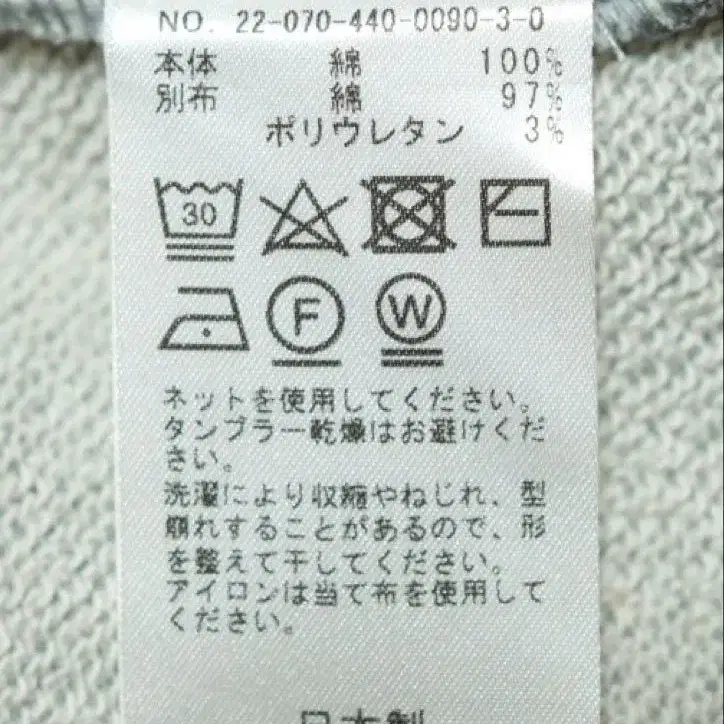 NO. 22-070-440-0090-3-0
本体 綿 100%
別布 綿 97%
ポリウレタン 3%
30
F W
ネットを使用してください。
タンブラー乾燥はお避けくだ
さい。
洗濯により収縮やねじれ、型
崩れすることがあるので、形
を整えて干してください。
アイロンは当て布を使用して
ください。
日本製